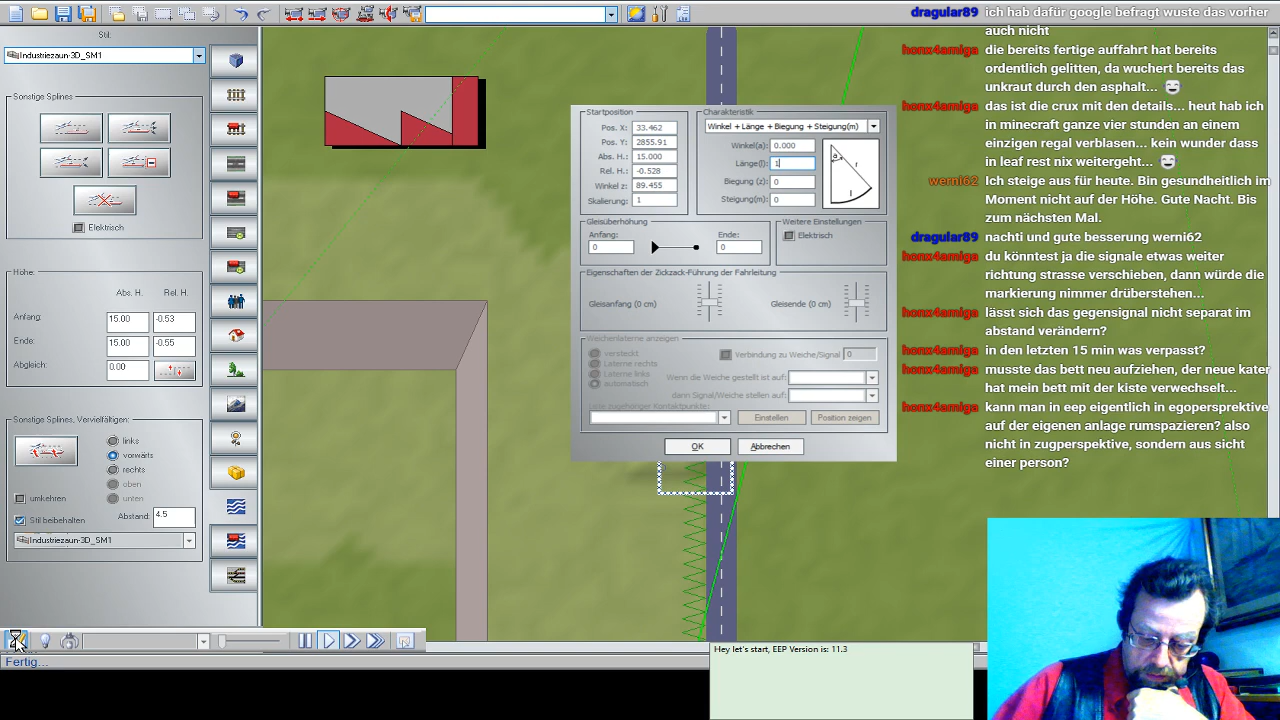 Stil:
Industriezaun-3D_SM1
Sonstige Splines
Elektrisch
Höhe:
Abs. H.
Rel. H.
Anfang:
15.00
-0.53
Ende:
15.00
-0.55
Abgleich:
0.00
Sonstige Splines vervielfältigen:
links
vorwärts
rechts
oben
umkehren
unten
Stil beibehalten
Abstand:
4.5
Industriezaun-3D_SM1
Fertig...
Startposition
Pos. X:
33.462
Pos. Y:
2855.91
Abs. H.:
15.000
Rel. H.:
-0.528
Winkel z:
89.455
Skalierung:
1
Charakteristik
Winkel + Länge + Biegung + Steigung(m)
Winkel(a):
0.000
Länge(l):
1
Biegung (z):
0
Steigung(m):
0
a
r
l
Gleisüberhöhung
Anfang:
Ende:
0
0
Weitere Einstellungen
Elektrisch
Eigenschaften der Zickzack-Führung der Fahrleitung
Gleisanfang (0 cm)
Gleisende (0 cm)
Weichenlaterne anzeigen
versteckt
Laterne rechts
Laterne links
automatisch
Verbindung zu Weiche/Signal
0
Wenn die Weiche gestellt ist auf:
dann Signal/Weiche stellen auf:
Liste zugehöriger Kontaktpunkte:
Einstellen
Position zeigen
OK
Abbrechen
Hey let's start, EEP Version is: 11.3
dragular89 ich hab dafür google befragt wuste das vorher
auch nicht
honx4amiga die bereits fertige auffahrt hat bereits
ordentlich gelitten, da wuchert bereits das
unkraut durch den asphalt...
honx4amiga das ist die crux mit den details... heut hab ich
in minecraft ganze vier stunden an einem
einzigen regal verblasen... kein wunder dass
in leaf rest nix weitergeht...
werni62 Ich steige aus für heute. Bin gesundheitlich im
Moment nicht auf der Höhe. Gute Nacht. Bis
zum nächsten Mal.
dragular89 nachti und gute besserung werni62
honx4amiga du könntest ja die signale etwas weiter
richtung strasse verschieben, dann würde die
markierung nimmer drüberstehen...
honx4amiga lässt sich das gegensignal nicht separat im
abstand verändern?
honx4amiga in den letzten 15 min was verpasst?
honx4amiga musste das bett neu aufziehen, der neue kater
hat mein bett mit der kiste verwechselt...
honx4amiga kann man in eep eigentlich in egopersprektive
auf der eigenen anlage rumspazieren? also
nicht in zugperspektive, sondern aus sicht
einer person?